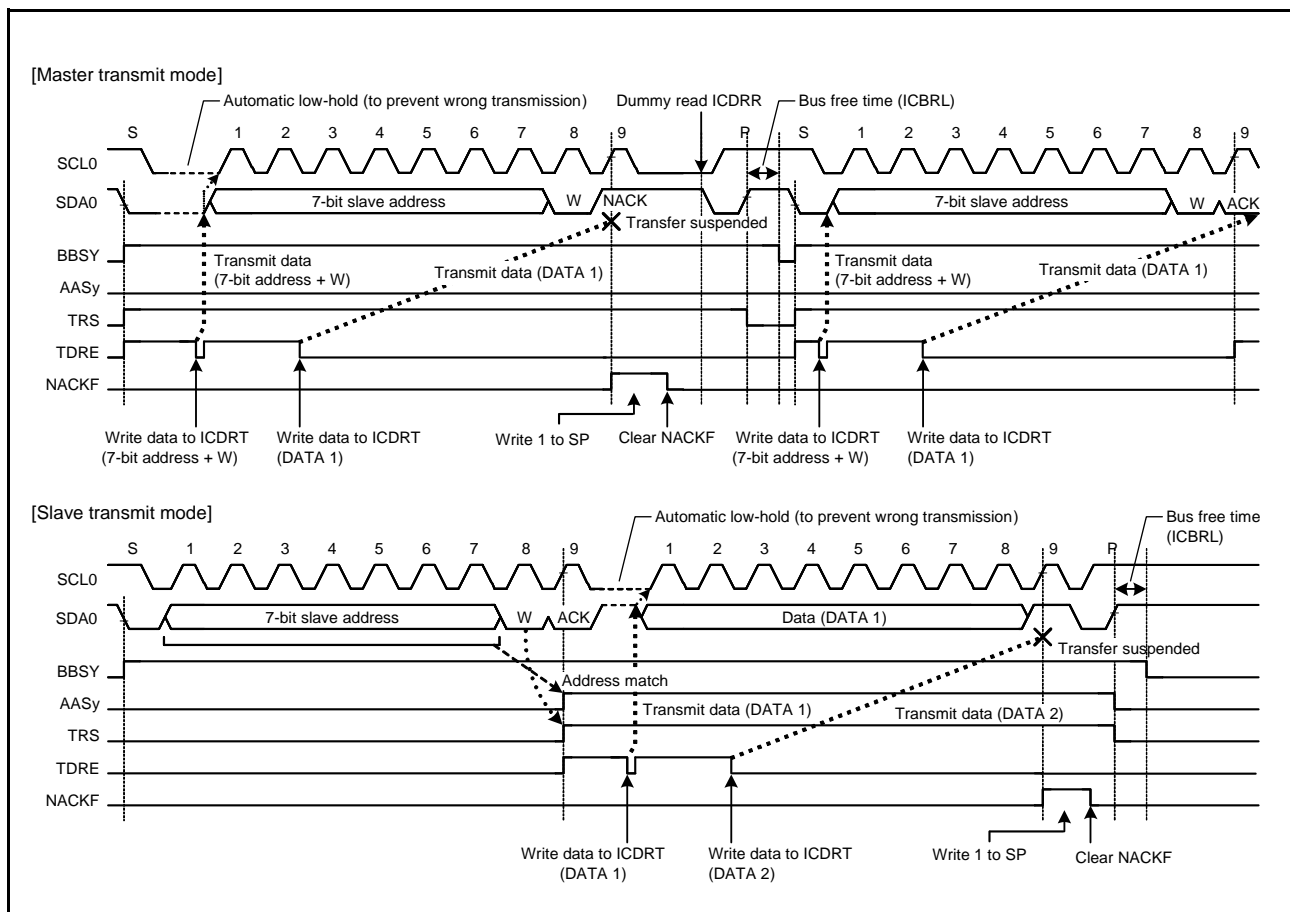 [Master transmit mode]
Automatic low-hold (to prevent wrong transmission)
Dummy read ICDRR
Bus free time (ICBRL)
S 1 2 3 4 5 6 7 8 9 P S 1 2 3 4 5 6 7 8 9
SCL0
SDA0 7-bit slave address W NACK 7-bit slave address W ACK
Transfer suspended
BBSY
Transmit data
(7-bit address + W)
Transmit data (DATA 1)
Transmit data
(7-bit address + W)
Transmit data (DATA 1)
AASy
TRS
TDRE
NACKF
Write data to ICDRT
(7-bit address + W)
Write data to ICDRT
(DATA 1)
Write 1 to SP
Clear NACKF
Write data to ICDRT
(7-bit address + W)
Write data to ICDRT
(DATA 1)
[Slave transmit mode]
Automatic low-hold (to prevent wrong transmission)
Bus free time
(ICBRL)
S 1 2 3 4 5 6 7 8 9 1 2 3 4 5 6 7 8 9 P
SCL0
SDA0 7-bit slave address W ACK Data (DATA 1)
Transfer suspended
BBSY
Address match
AASy
Transmit data (DATA 1)
Transmit data (DATA 2)
TRS
TDRE
NACKF
Write data to ICDRT
(DATA 1)
Write data to ICDRT
(DATA 2)
Write 1 to SP
Clear NACKF